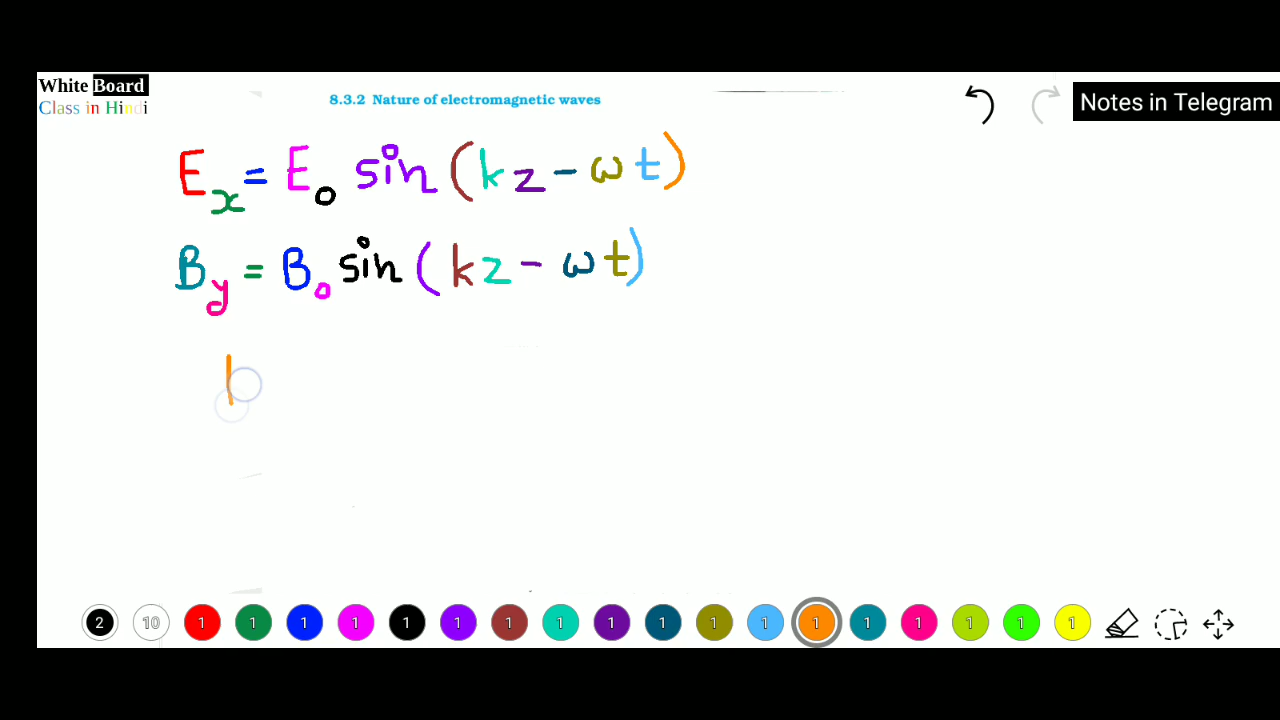 White Board
Class in Hindi
8.3.2 Nature of electromagnetic waves
Notes in Telegram
Eₓ = E₀ sin (kz - ωt)
B_y = B₀ sin (kz - ωt)
2 10 1 1 1 1 1 1 1 1 1 1 1 1 1 1 1 1 1 1